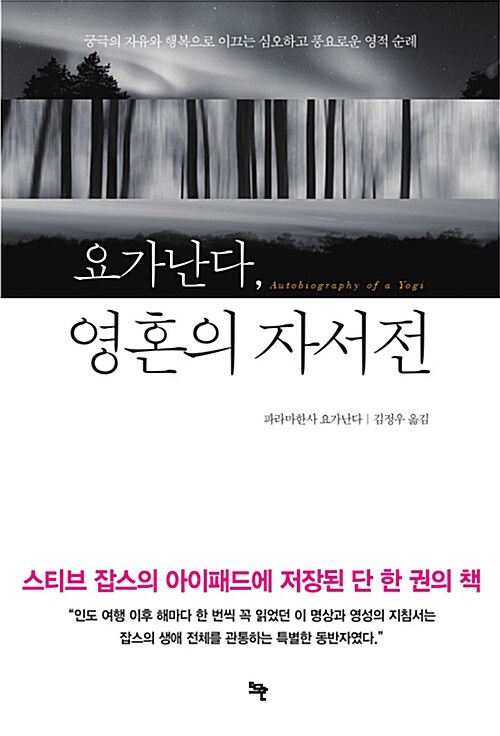 궁극의 자유와 행복으로 이끄는 심오하고 풍요로운 영적 순례
요가난다,
Autobiography of a Yogi
영혼의 자서전
파라마한사 요가난다 | 김정우 옮김
스티브 잡스의 아이패드에 저장된 단 한 권의 책
“인도 여행 이후 해마다 한 번씩 꼭 읽었던 이 명상과 영성의 지침서는
잡스의 생애 전체를 관통하는 특별한 동반자였다.”